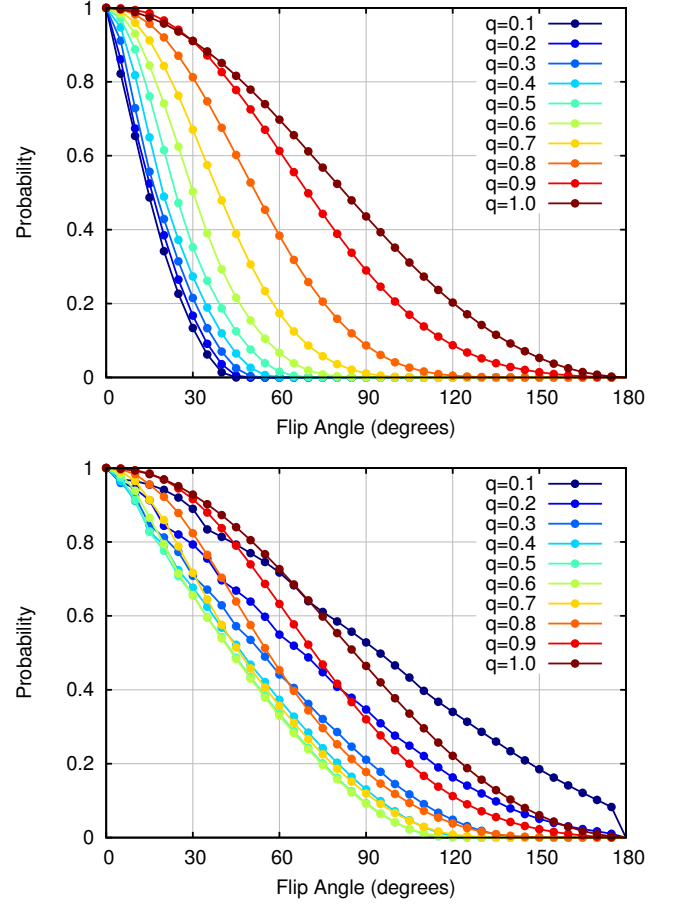 1
0.8
0.6
0.4
0.2
0
Probability
0 30 60 90 120 150 180
Flip Angle (degrees)
q=0.1
q=0.2
q=0.3
q=0.4
q=0.5
q=0.6
q=0.7
q=0.8
q=0.9
q=1.0
1
0.8
0.6
0.4
0.2
0
Probability
0 30 60 90 120 150 180
Flip Angle (degrees)
q=0.1
q=0.2
q=0.3
q=0.4
q=0.5
q=0.6
q=0.7
q=0.8
q=0.9
q=1.0